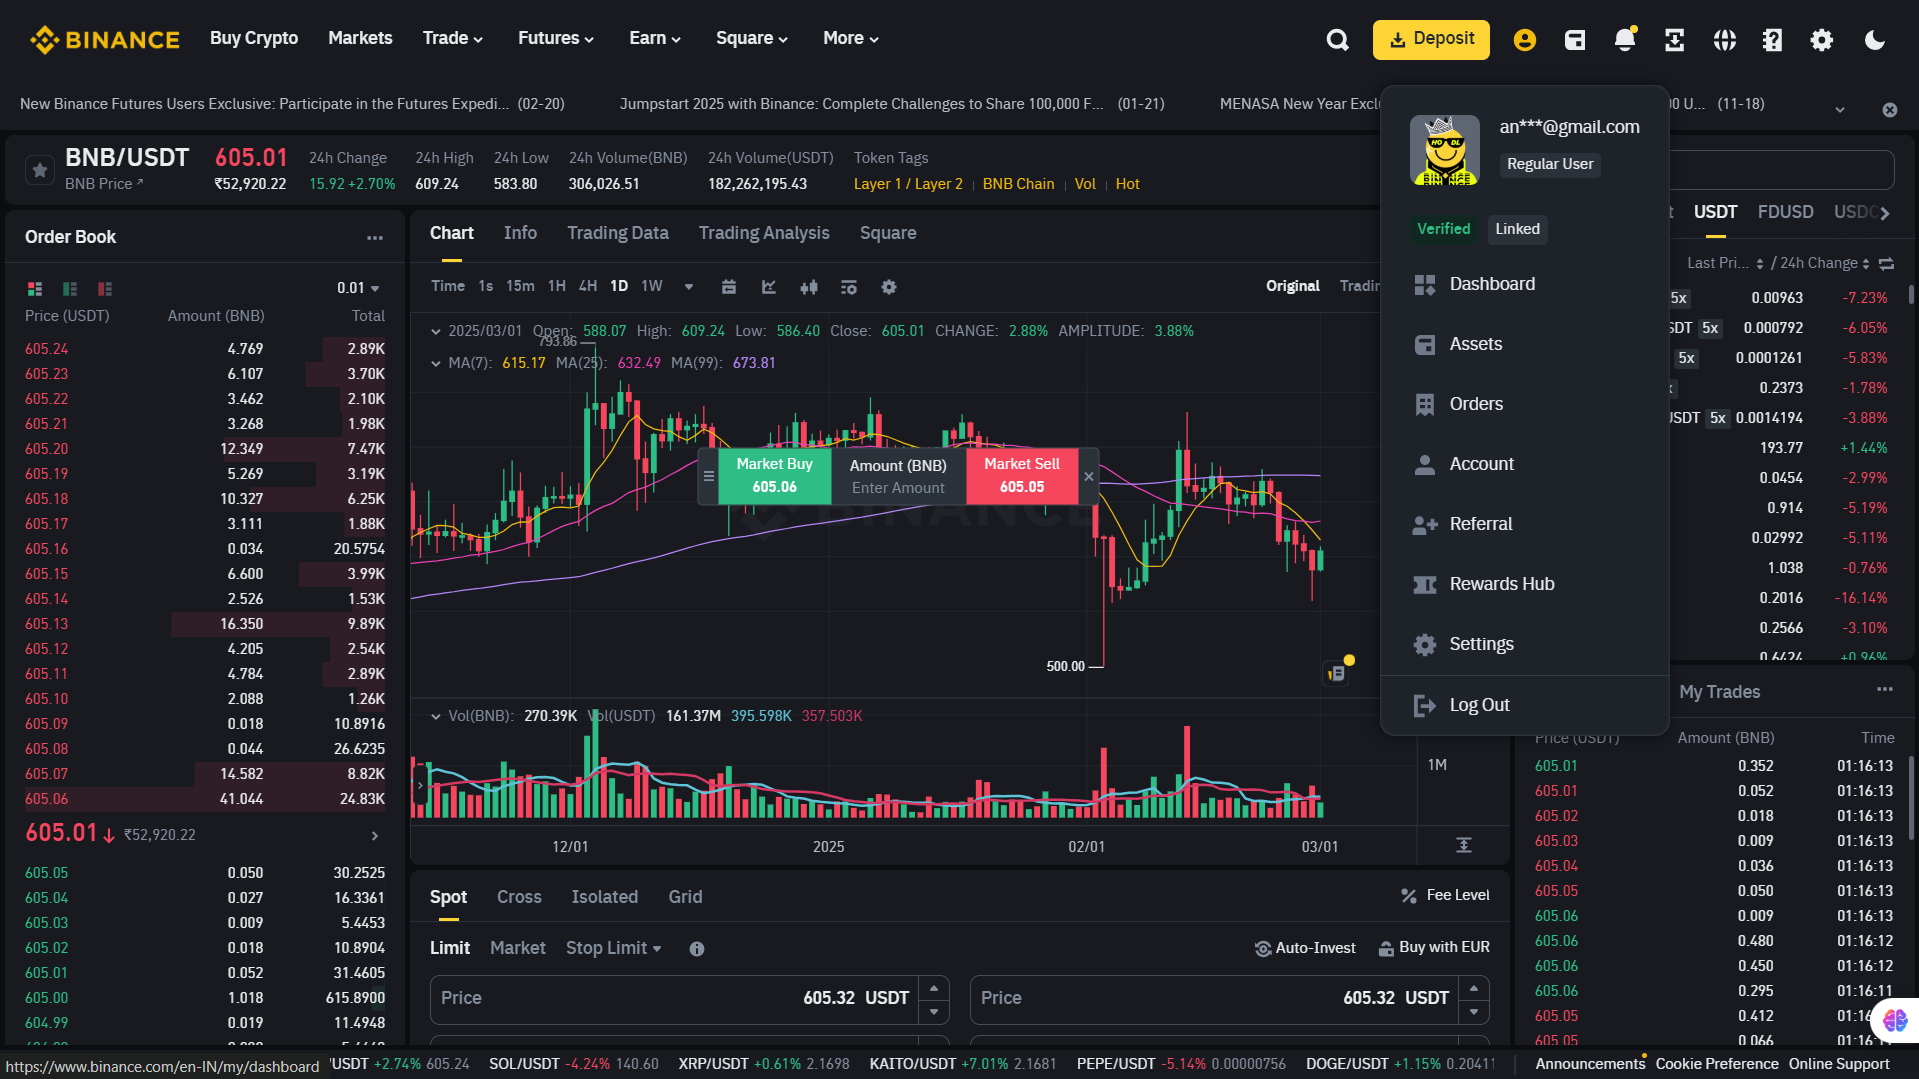 BINANCE Buy Crypto Markets Trade Futures Earn Square More Deposit
New Binance Futures Users Exclusive: Participate in the Futures Expedi... (02-20) Jumpstart 2025 with Binance: Complete Challenges to Share 100,000 F... (01-21) MENASA New Year Exclu 00 U... (11-18)
BNB/USDT
BNB Price
605.01
₹52,920.22
24h Change
15.92 +2.70%
24h High
609.24
24h Low
583.80
24h Volume(BNB)
306,026.51
24h Volume(USDT)
182,262,195.43
Token Tags
Layer 1 / Layer 2 | BNB Chain | Vol | Hot
Order Book
0.01
Price (USDT) Amount (BNB) Total
605.24 4.769 2.89K
605.23 6.107 3.70K
605.22 3.462 2.10K
605.21 3.268 1.98K
605.20 12.349 7.47K
605.19 5.269 3.19K
605.18 10.327 6.25K
605.17 3.111 1.88K
605.16 0.034 20.5754
605.15 6.600 3.99K
605.14 2.526 1.53K
605.13 16.350 9.89K
605.12 4.205 2.54K
605.11 4.784 2.89K
605.10 2.088 1.26K
605.09 0.018 10.8916
605.08 0.044 26.6235
605.07 14.582 8.82K
605.06 41.044 24.83K
605.01 ₹52,920.22
605.05 0.050 30.2525
605.04 0.027 16.3361
605.03 0.009 5.4453
605.02 0.018 10.8904
605.01 0.052 31.4605
605.00 1.018 615.8900
604.99 0.019 11.4948
Chart Info Trading Data Trading Analysis Square
Time 1s 15m 1H 4H 1D 1W Original Tradin
2025/03/01 Open: 588.07 High: 609.24 Low: 586.40 Close: 605.01 CHANGE: 2.88% AMPLITUDE: 3.88%
793.86
MA(7): 615.17 MA(25): 632.49 MA(99): 673.81
Market Buy
605.06
Amount (BNB)
Enter Amount
Market Sell
605.05
BINANCE
500.00
Vol(BNB): 270.39K Vol(USDT) 161.37M 395.598K 357.503K
1M
12/01 2025 02/01 03/01
Spot Cross Isolated Grid Fee Level
Limit Market Stop Limit Auto-Invest Buy with EUR
Price 605.32 USDT Price 605.32 USDT
an***@gmail.com
Regular User
HO DL
BINANCE
Verified Linked
Dashboard
Assets
Orders
Account
Referral
Rewards Hub
Settings
Log Out
USDT FDUSD USDC
Last Pri... / 24h Change
5x 0.00963 -7.23%
SDT 5x 0.000792 -6.05%
5x 0.0001261 -5.83%
0.2373 -1.78%
USDT 5x 0.0014194 -3.88%
193.77 +1.44%
0.0454 -2.99%
0.914 -5.19%
0.02992 -5.11%
1.038 -0.76%
0.2016 -16.14%
0.2566 -3.10%
0.6424 +0.96%
My Trades
Price (USDT) Amount (BNB) Time
605.01 0.352 01:16:13
605.01 0.052 01:16:13
605.02 0.018 01:16:13
605.03 0.009 01:16:13
605.04 0.036 01:16:13
605.05 0.050 01:16:13
605.06 0.009 01:16:13
605.06 0.480 01:16:12
605.06 0.450 01:16:12
605.06 0.295 01:16:11
605.05 0.412 01:16
605.05 0.066 01:16
https://www.binance.com/en-IN/my/dashboard /USDT +2.74% 605.24 SOL/USDT -4.24% 140.60 XRP/USDT +0.61% 2.1698 KAITO/USDT +7.01% 2.1681 PEPE/USDT -5.14% 0.00000756 DOGE/USDT +1.15% 0.20411 Announcements Cookie Preference Online Support